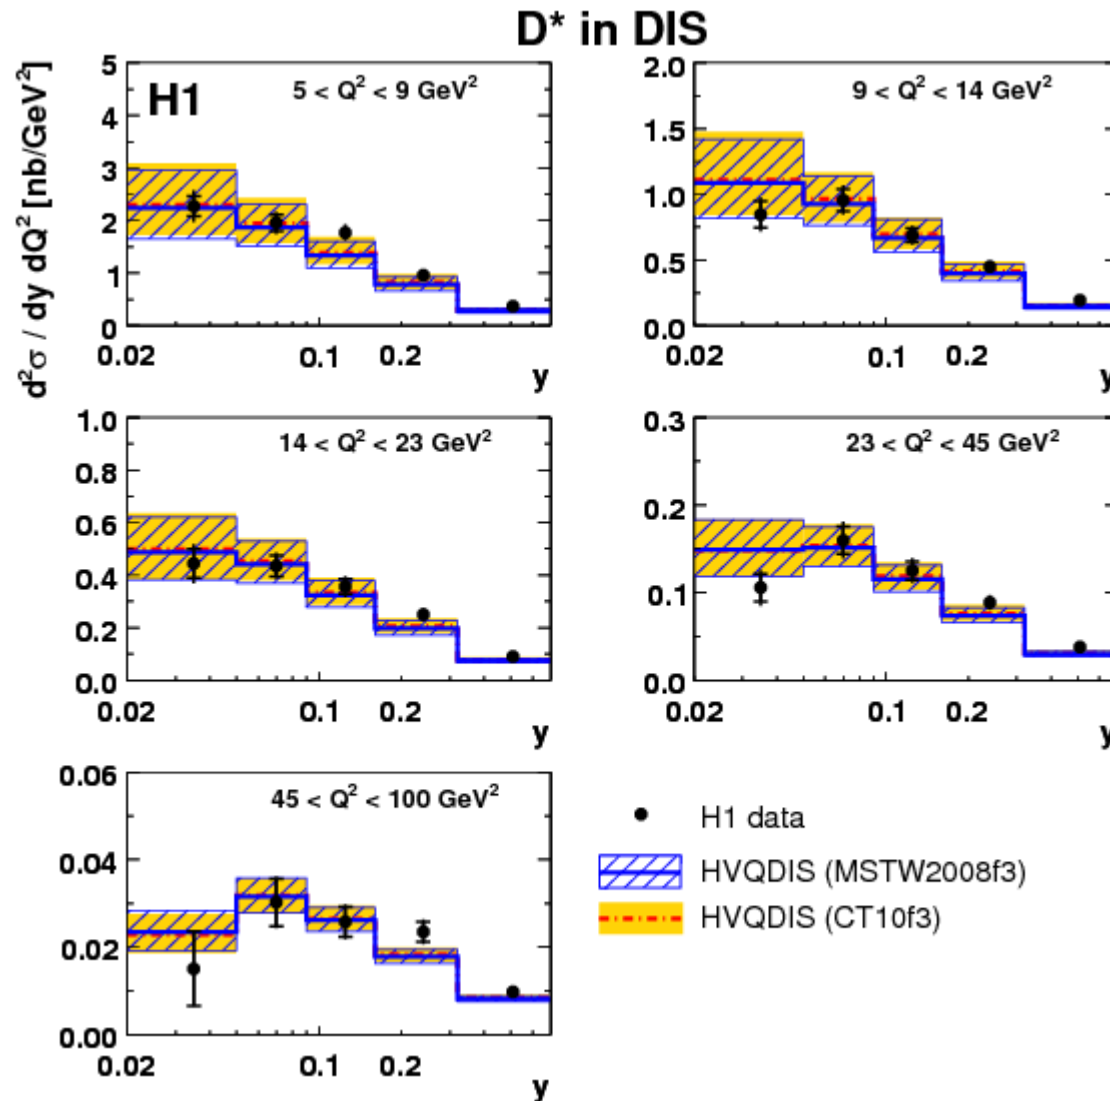 D* in DIS
d²σ / dy dQ² [nb/GeV²]
H1
5 < Q² < 9 GeV²
5
4
3
2
1
0
0.02
0.1
0.2
y
9 < Q² < 14 GeV²
2.0
1.5
1.0
0.5
0.0
0.02
0.1
0.2
y
14 < Q² < 23 GeV²
1.0
0.8
0.6
0.4
0.2
0.0
0.02
0.1
0.2
y
23 < Q² < 45 GeV²
0.3
0.2
0.1
0.0
0.02
0.1
0.2
y
45 < Q² < 100 GeV²
0.06
0.04
0.02
0.00
0.02
0.1
0.2
y
H1 data
HVQDIS (MSTW2008f3)
HVQDIS (CT10f3)